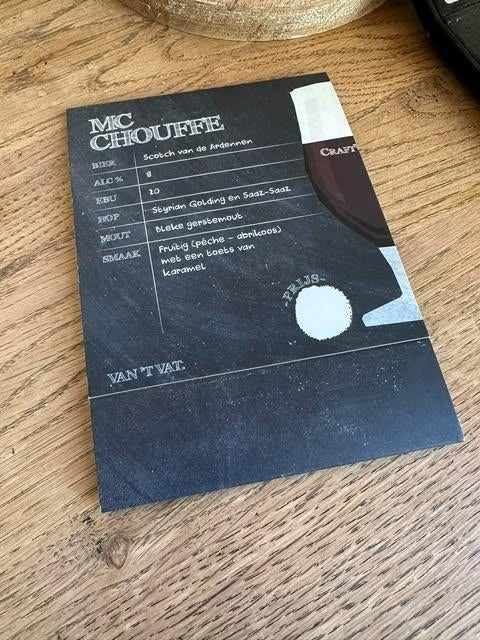 MC
CHOUFFE
BIER Scotch van de Ardennen
ALC % 8
EBU 20
HOP Styrian Golding en Saaz-Saaz
MOUT Bleke gerstemout
SMAAK Fruitig (pêche - abrikoos)
met een toets van
karamel
CRAFT
-PRIJS-
VAN 'T VAT.